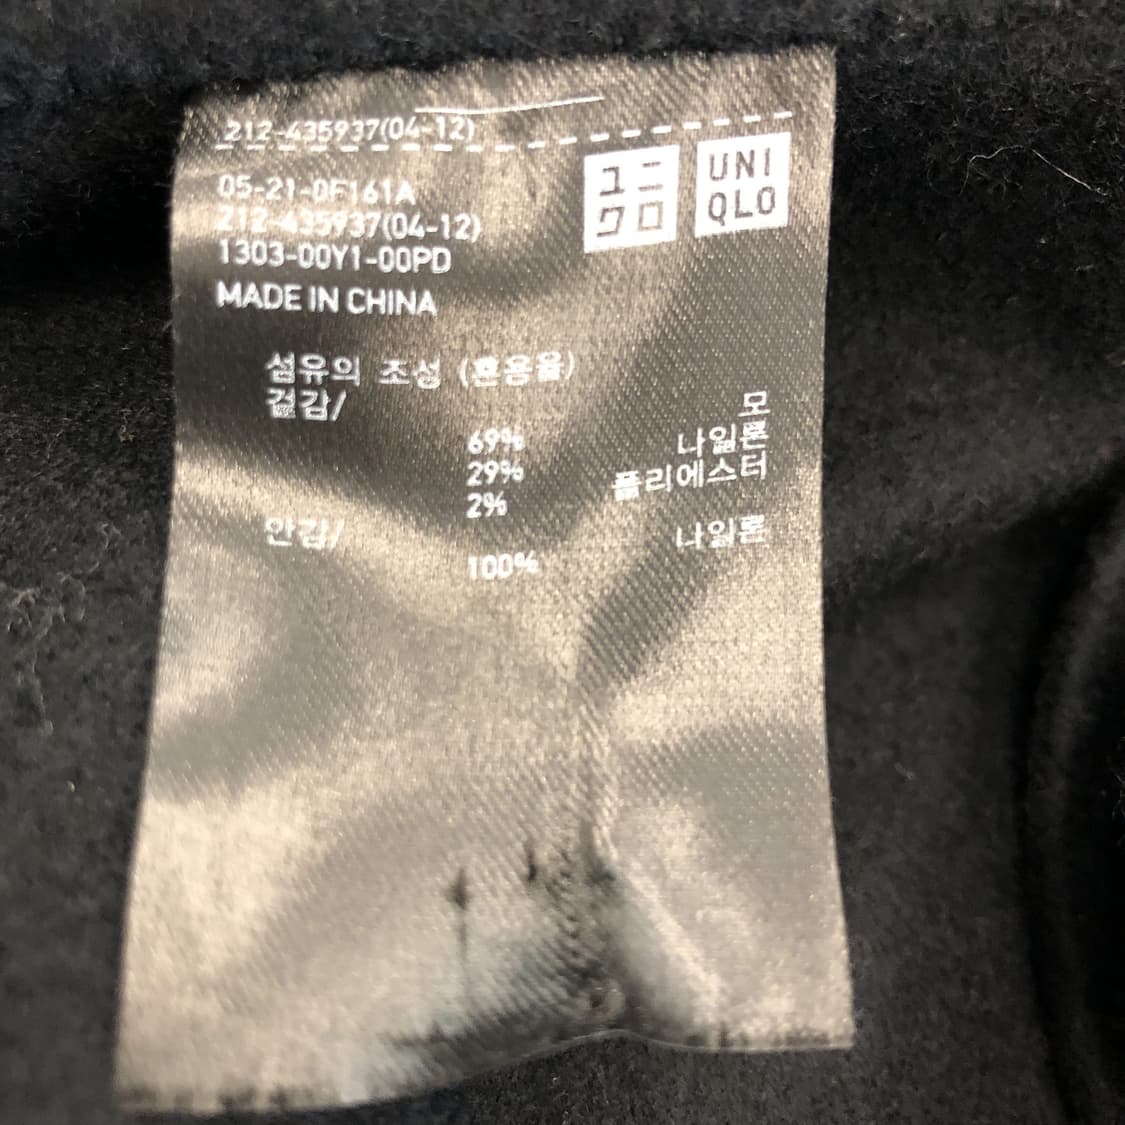 212-435937(04-12)
05-21-0F161A
212-435937(04-12)
1303-00Y1-00PD
MADE IN CHINA
ユニ
クロ
UNI
QLO
섬유의 조성 (혼용율)
겉감/
모
69%
나일론
29%
폴리에스터
2%
안감/
나일론
100%